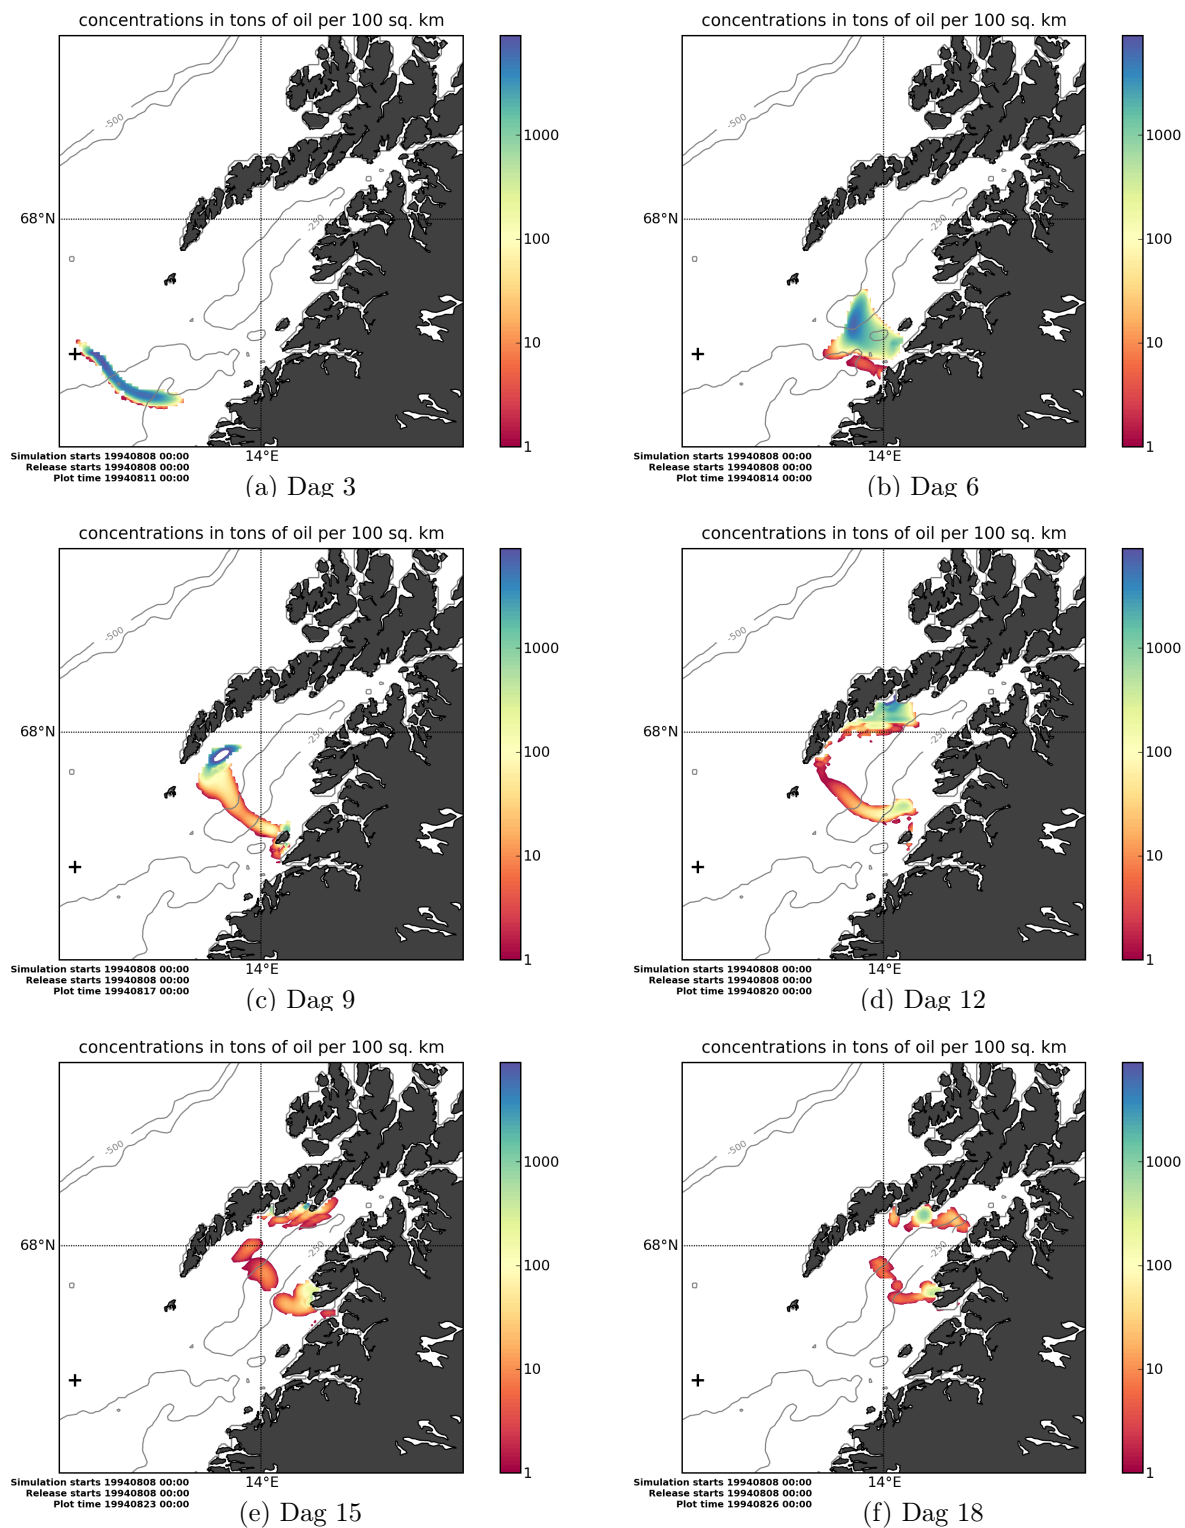 concentrations in tons of oil per 100 sq. km
-500
-250
68°N
14°E
1000
100
10
1
Simulation starts 19940808 00:00
Release starts 19940808 00:00
Plot time 19940811 00:00
(a) Dag 3
concentrations in tons of oil per 100 sq. km
-500
-250
68°N
14°E
1000
100
10
1
Simulation starts 19940808 00:00
Release starts 19940808 00:00
Plot time 19940814 00:00
(b) Dag 6
concentrations in tons of oil per 100 sq. km
-500
-250
68°N
14°E
1000
100
10
1
Simulation starts 19940808 00:00
Release starts 19940808 00:00
Plot time 19940817 00:00
(c) Dag 9
concentrations in tons of oil per 100 sq. km
-500
-250
68°N
14°E
1000
100
10
1
Simulation starts 19940808 00:00
Release starts 19940808 00:00
Plot time 19940820 00:00
(d) Dag 12
concentrations in tons of oil per 100 sq. km
-500
-250
68°N
14°E
1000
100
10
1
Simulation starts 19940808 00:00
Release starts 19940808 00:00
Plot time 19940823 00:00
(e) Dag 15
concentrations in tons of oil per 100 sq. km
-500
-250
68°N
14°E
1000
100
10
1
Simulation starts 19940808 00:00
Release starts 19940808 00:00
Plot time 19940826 00:00
(f) Dag 18